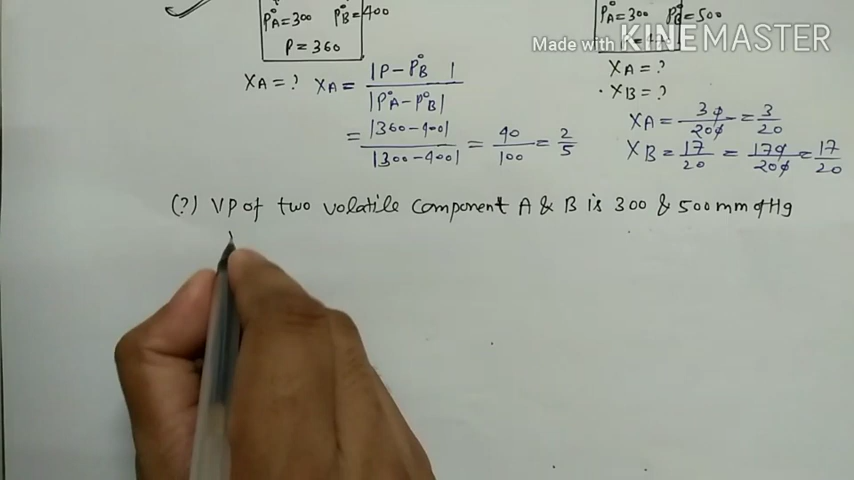 P°A=300 P°B=400
P=360
XA=? XA= |P-P°B| / |P°A-P°B|
= |360-400| / |300-400| = 40/100 = 2/5
P°A=300 P°B=500
XA=?
XB=?
XA= 30/200 = 3/20
XB= 17/20 = 170/200 = 17/20
(?) VP of two volatile component A & B is 300 & 500 mm of Hg
Made with KINEMASTER